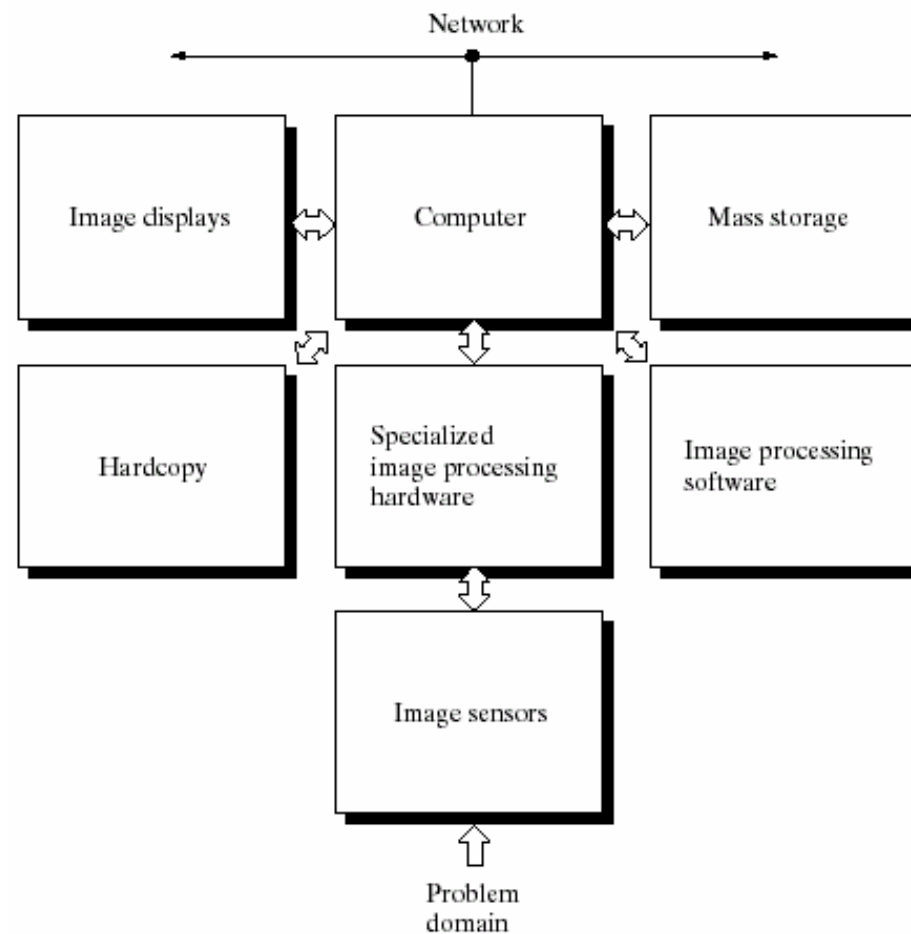 Network
Image displays
Computer
Mass storage
Hardcopy
Specialized
image processing
hardware
Image processing
software
Image sensors
Problem
domain